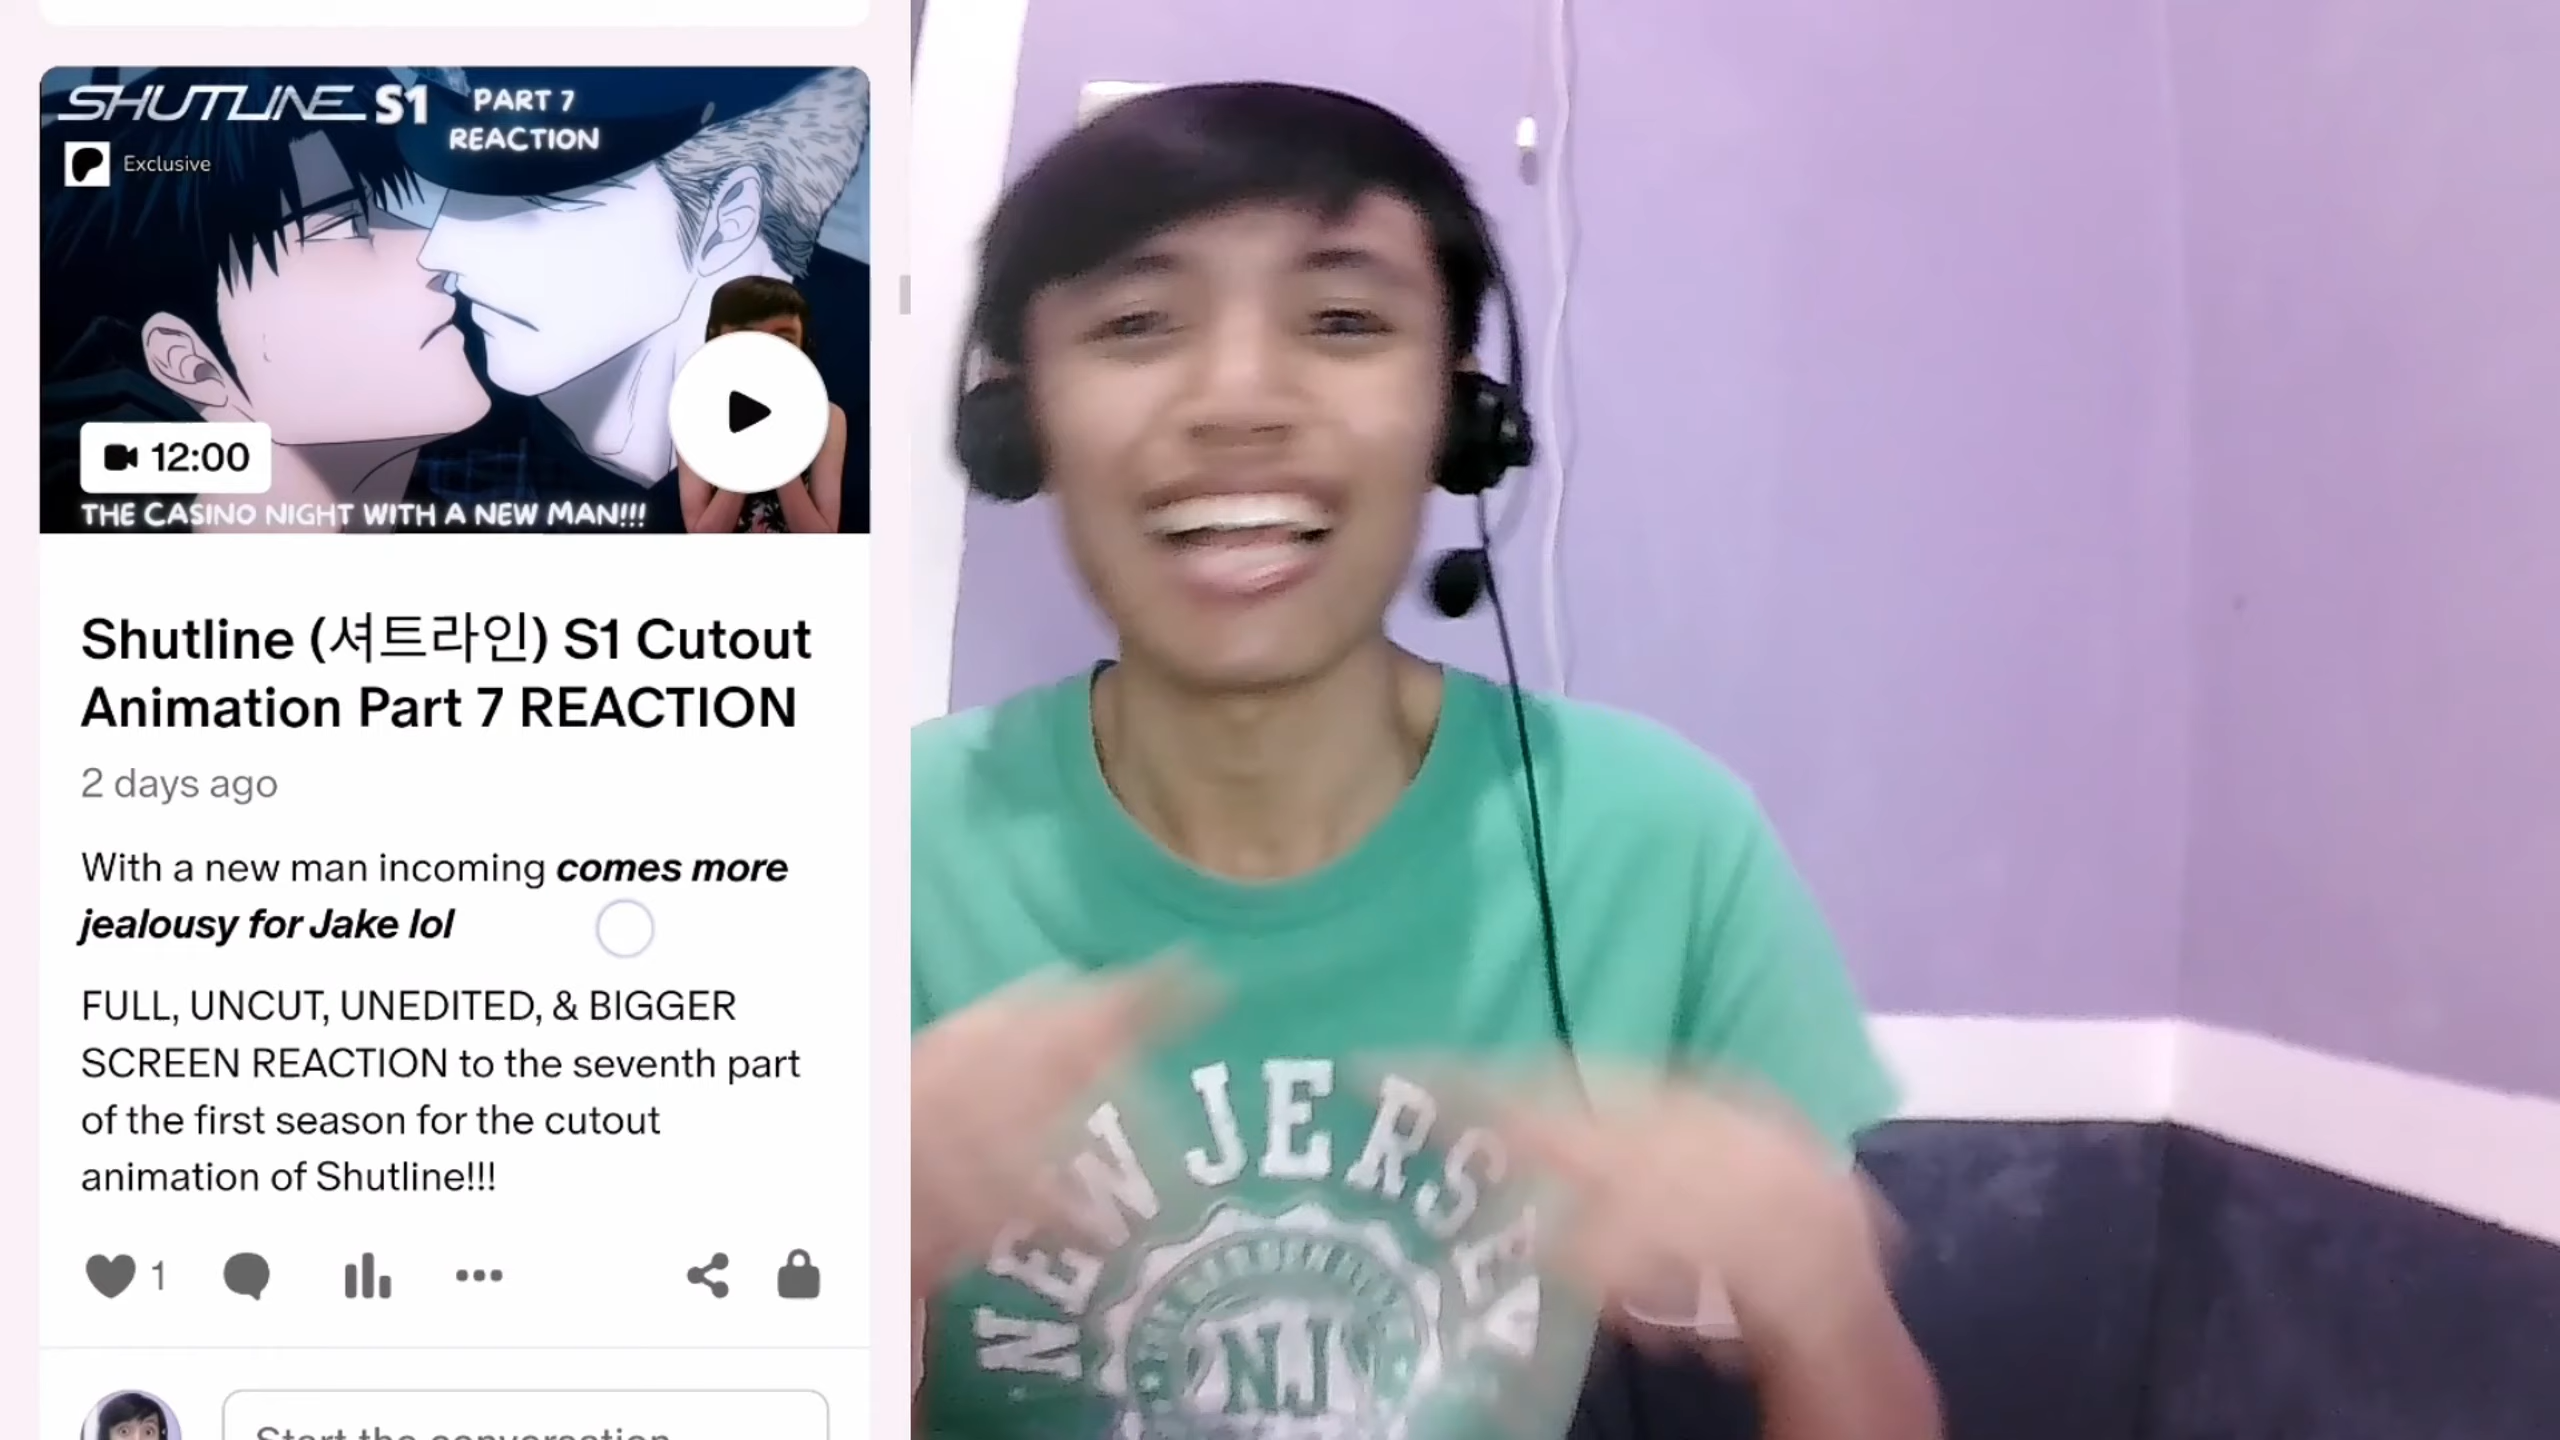 SHUTLINE S1
PART 7
REACTION
Exclusive
12:00
THE CASINO NIGHT WITH A NEW MAN!!!
Shutline (셔트라인) S1 Cutout
Animation Part 7 REACTION
2 days ago
With a new man incoming comes more
jealousy for Jake lol
FULL, UNCUT, UNEDITED, & BIGGER
SCREEN REACTION to the seventh part
of the first season for the cutout
animation of Shutline!!!
1
Start the conversation
NEW JERSEY
NJ